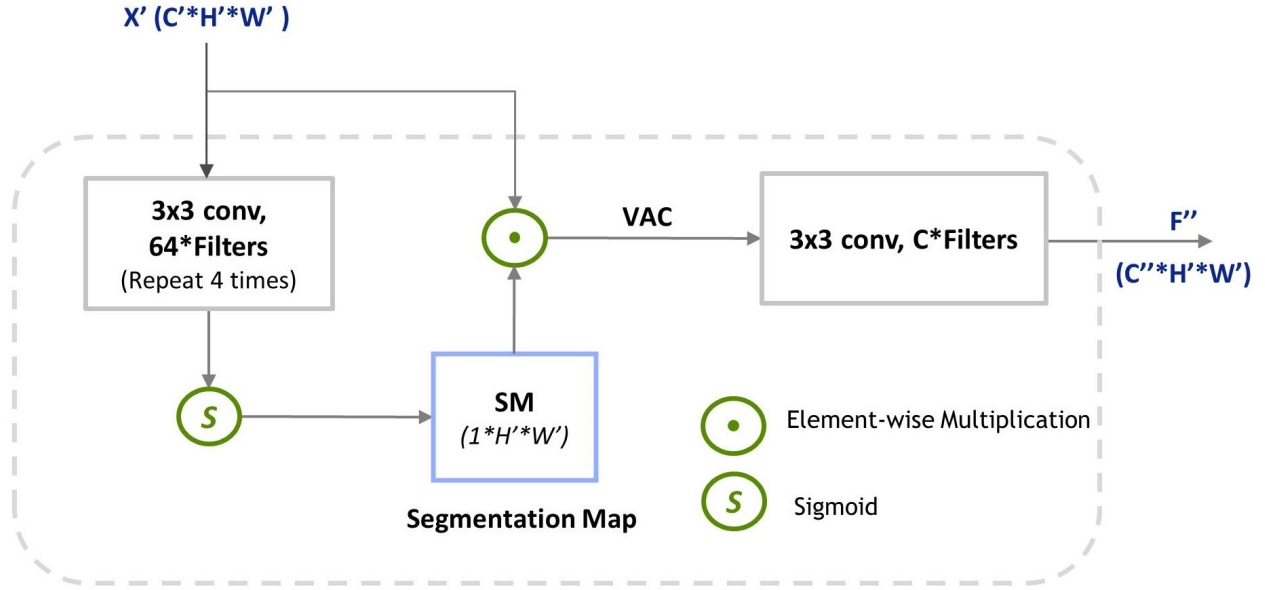 X’ (C’*H’*W’ )
3x3 conv,
64*Filters
(Repeat 4 times)
VAC
3x3 conv, C*Filters
F’’
(C’’*H’*W’)
S
SM
(1*H’*W’)
Segmentation Map
Element-wise Multiplication
S
Sigmoid